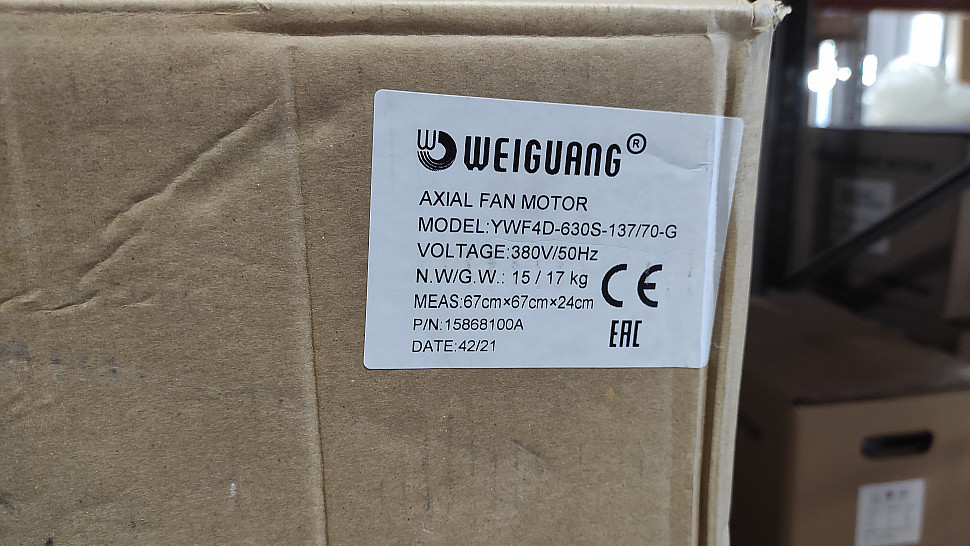 WEIGUANG®
AXIAL FAN MOTOR
MODEL:YWF4D-630S-137/70-G
VOLTAGE:380V/50Hz
N.W/G.W.: 15 / 17 kg
CE
MEAS:67cm×67cm×24cm
P/N:15868100A
EAC
DATE:42/21